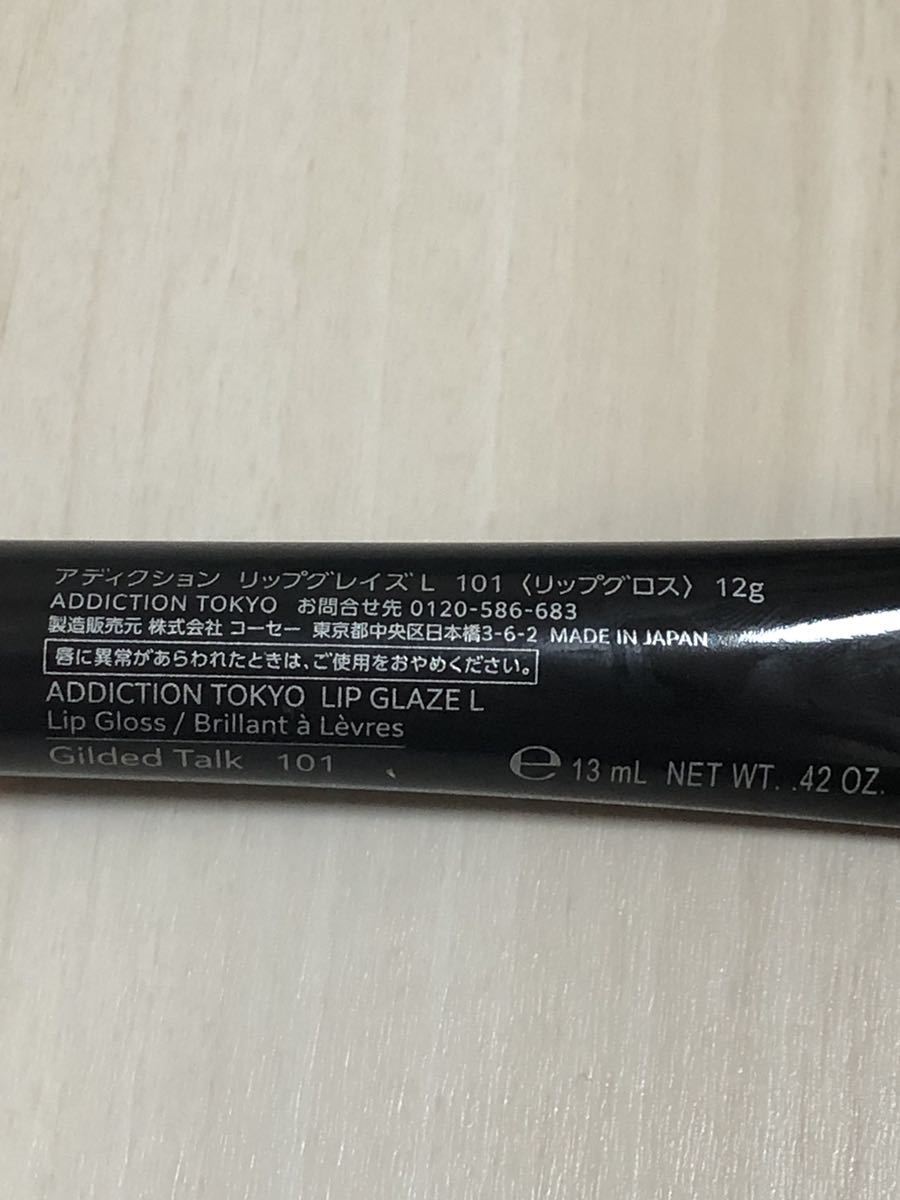 アディクション リップグレイズ L 101 〈リップグロス〉 12g
ADDICTION TOKYO お問合せ先 0120-586-683
製造販売元 株式会社 コーセー 東京都中央区日本橋3-6-2 MADE IN JAPAN
唇に異常があらわれたときは、ご使用をおやめください。
ADDICTION TOKYO LIP GLAZE L
Lip Gloss / Brillant à Lèvres
Gilded Talk 101
℮ 13 mL NET WT. .42 OZ.